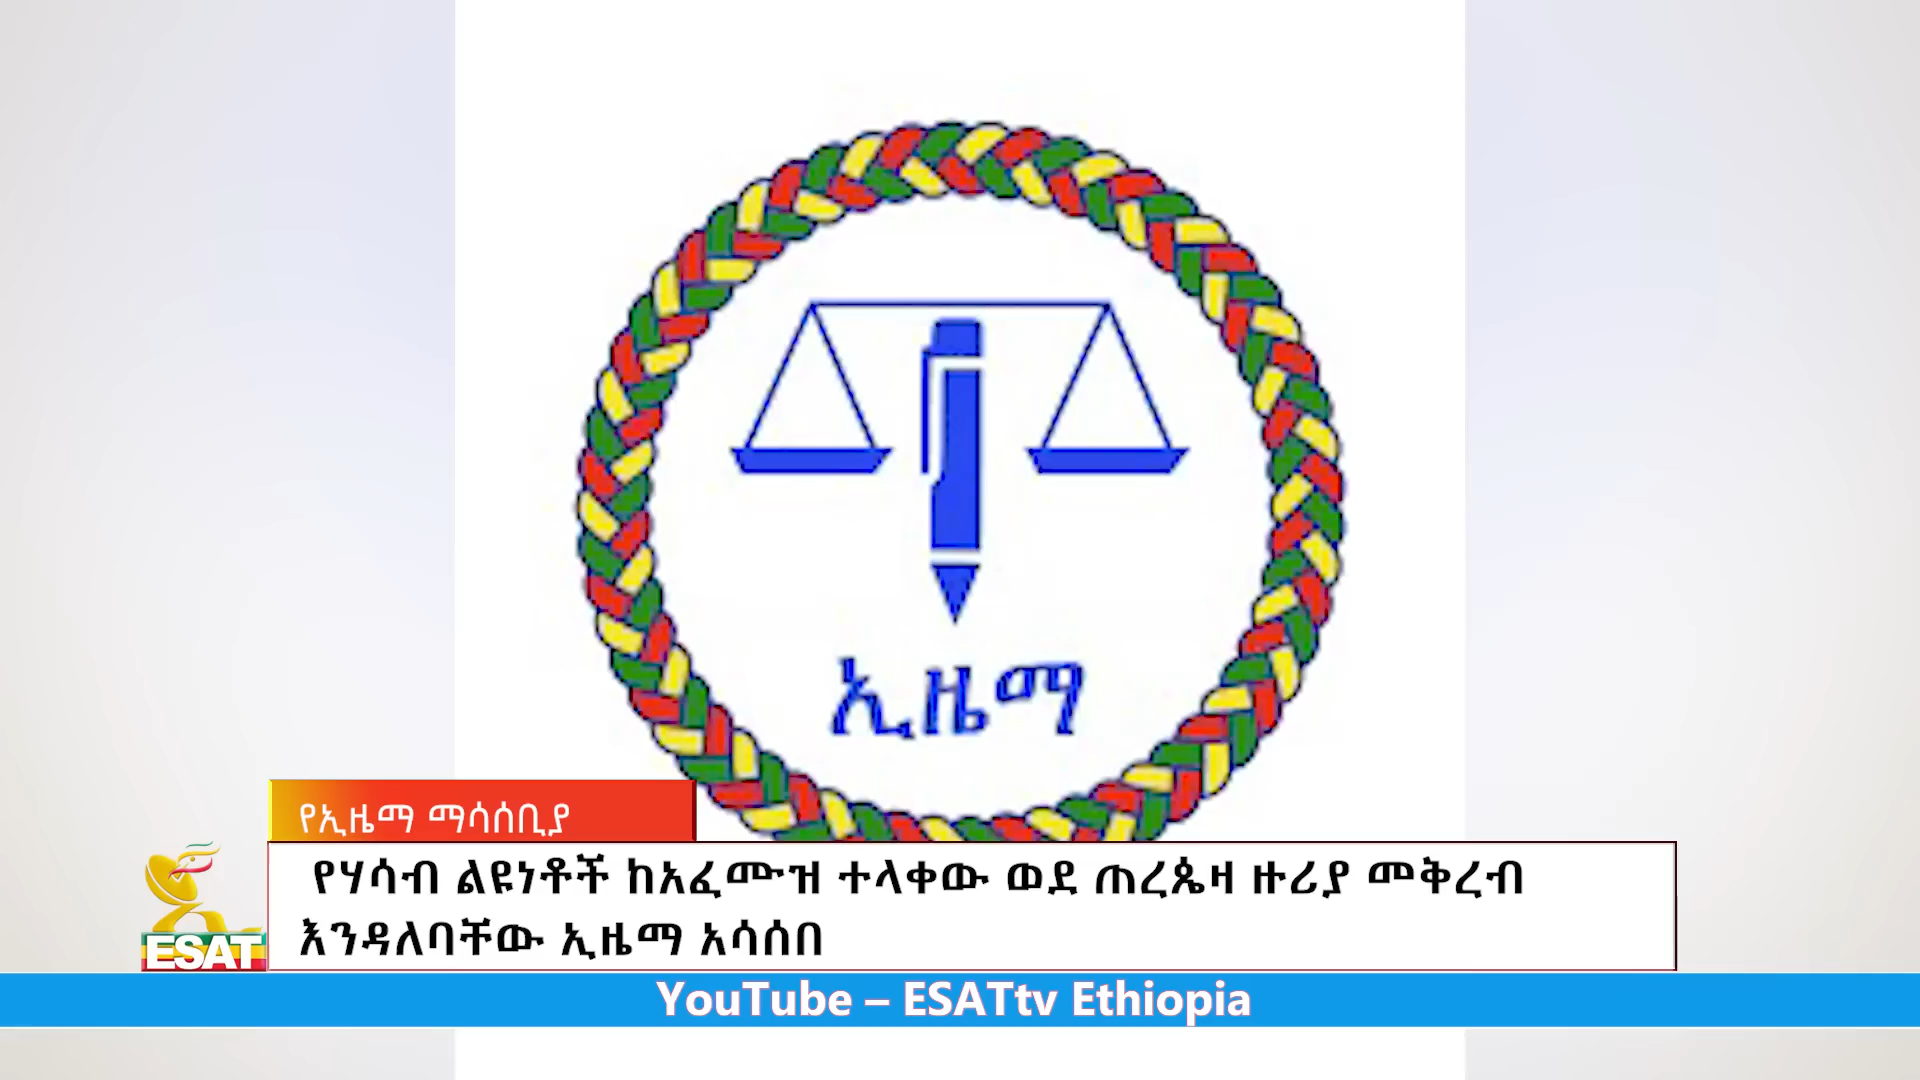 ኢዜማ
የኢዜማ ማሳሰቢያ
የሃሳብ ልዩነቶች ከአፈሙዝ ተላቀው ወደ ጠረጴዛ ዙሪያ መቅረብ
እንዳለባቸው ኢዜማ አሳሰበ
ESAT
YouTube – ESATtv Ethiopia